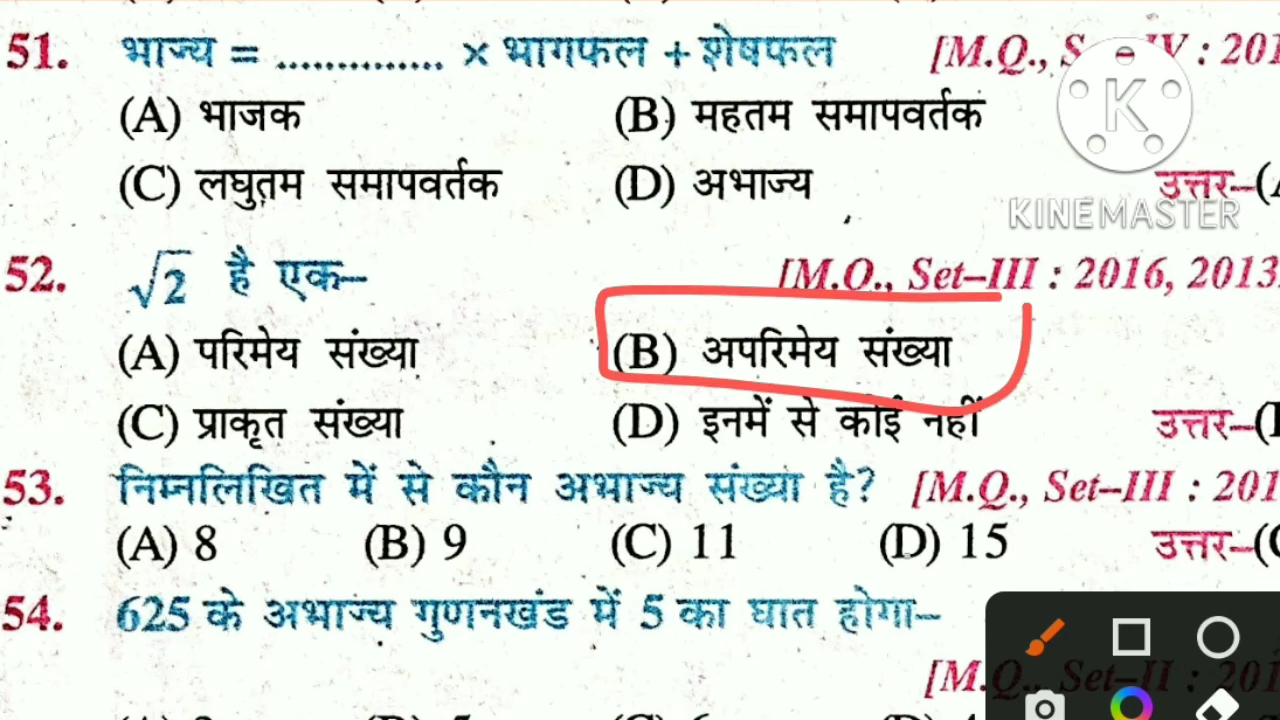 51. भाज्य = .............. × भागफल + शेषफल [M.Q., S IV : 201
(A) भाजक (B) महतम समापवर्तक
(C) लघुतम समापवर्तक (D) अभाज्य उत्तर–(A
K
KINEMASTER
52. √2 है एक– [M.Q., Set–III : 2016, 2013
(A) परिमेय संख्या (B) अपरिमेय संख्या
(C) प्राकृत संख्या (D) इनमें से कोई नहीं उत्तर–(
53. निम्नलिखित में से कौन अभाज्य संख्या है? [M.Q., Set–III : 201
(A) 8 (B) 9 (C) 11 (D) 15 उत्तर–(C
54. 625 के अभाज्य गुणनखंड में 5 का घात होगा–
[M.Q., Set–II : 201